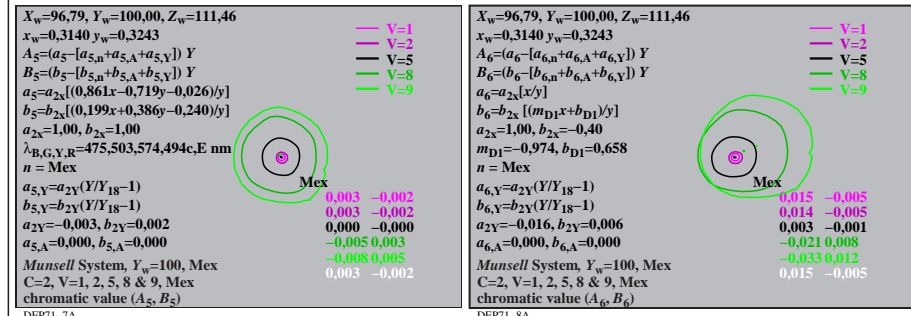 Xw=96,79, Yw=100,00, Zw=111,46
xw=0.3140 yw=0,3243
A5=(a5–[a5,n+a5,A+a5,Y]) Y
B5=(b5–[b5,n+b5,A+b5,Y]) Y
a5=a2x[(0,861x–0,719y–0,026)/y]
b5=b2x[(0,199x+0,386y–0,240)/y]
a2x=1,00, b2x=1,00
λB,G,Y,R=475,503,574,494c,E nm
n = Mex
a5,Y=a2Y(Y/Y18–1)
b5,Y=b2Y(Y/Y18–1)
a2Y=–0,003, b2Y=0,002
a5,A=0,000, b5,A=0,000
Munsell System, Yw=100, Mex
C=2, V=1, 2, 5, 8 & 9, Mex
chromatic value (A5, B5)
V=1
V=2
V=5
V=8
V=9
Mex
0,003 –0,002
0,003 –0,002
0,000 –0,000
–0,005 0,003
–0,008 0,005
0,003 –0,002
DEP71–7A
Xw=96,79, Yw=100,00, Zw=111,46
xw=0.3140 yw=0,3243
A6=(a6–[a6,n+a6,A+a6,Y]) Y
B6=(b6–[b6,n+b6,A+b6,Y]) Y
a6=a2x[x/y]
b6=b2x [(mD1x+bD1)/y]
a2x=1,00, b2x=–0,40
mD1=–0,974, bD1=0,658
n = Mex
a6,Y=a2Y(Y/Y18–1)
b6,Y=b2Y(Y/Y18–1)
a2Y=–0,016, b2Y=0,006
a6,A=0,000, b6,A=0,000
Munsell System, Yw=100, Mex
C=2, V=1, 2, 5, 8 & 9, Mex
chromatic value (A6, B6)
V=1
V=2
V=5
V=8
V=9
Mex
0,015 –0,005
0,014 –0,005
0,003 –0,001
–0,021 0,008
–0,033 0,012
0,015 –0,005
DEP71–8A